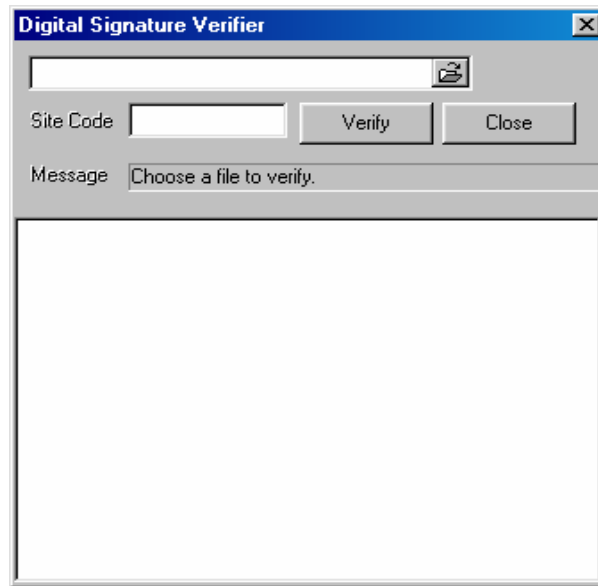 Digital Signature Verifier
Site Code Verify Close
Message Choose a file to verify.